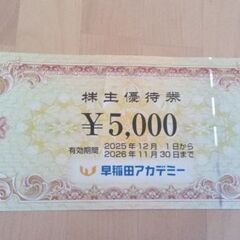 株主優待券
¥5,000
有効期間 2025年12月 1日から
2026年11月30日まで
早稲田アカデミー